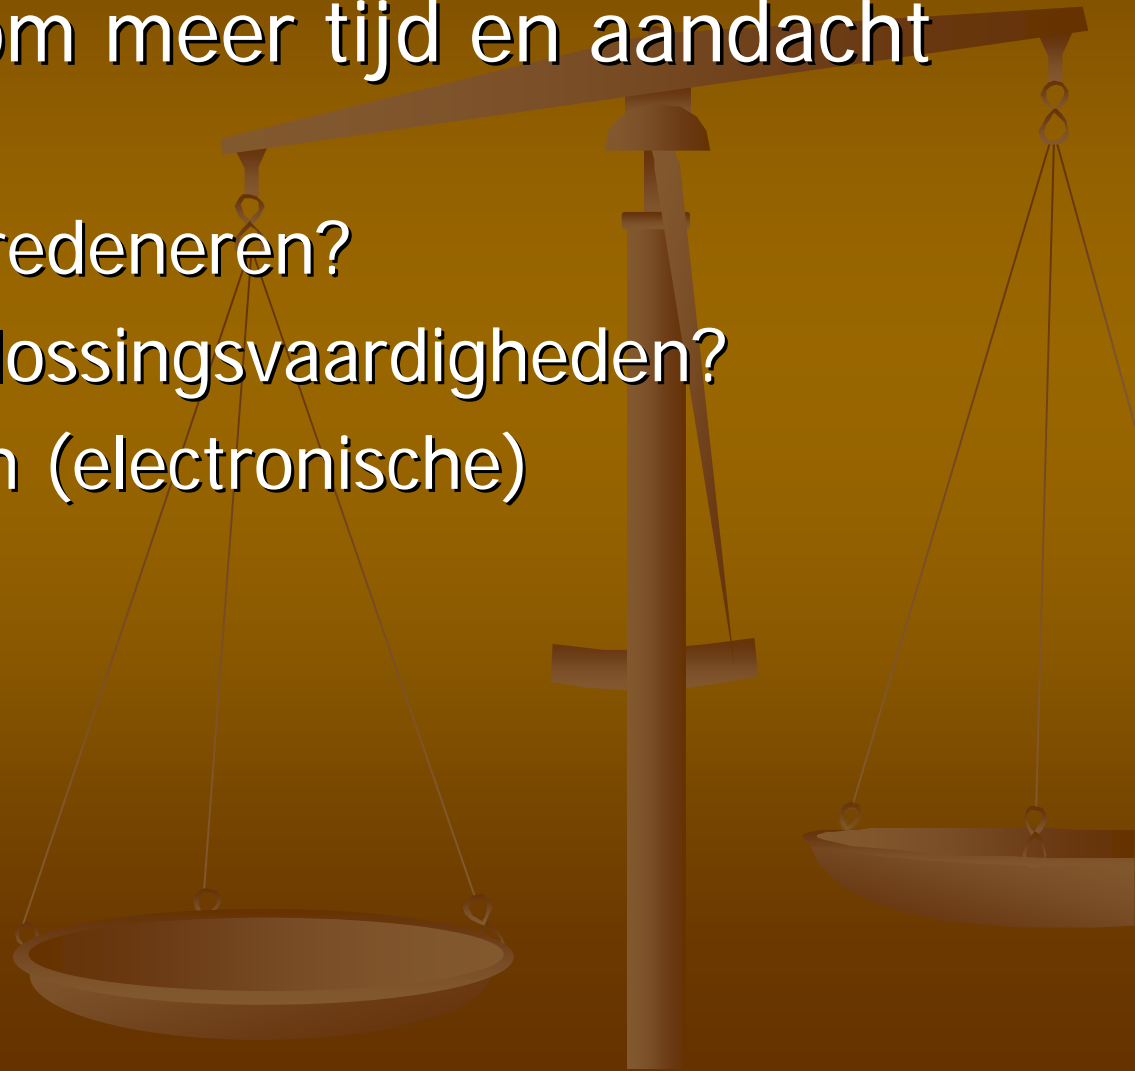 om meer tijd en aandacht
redeneren?
lossingsvaardigheden?
n (electronische)